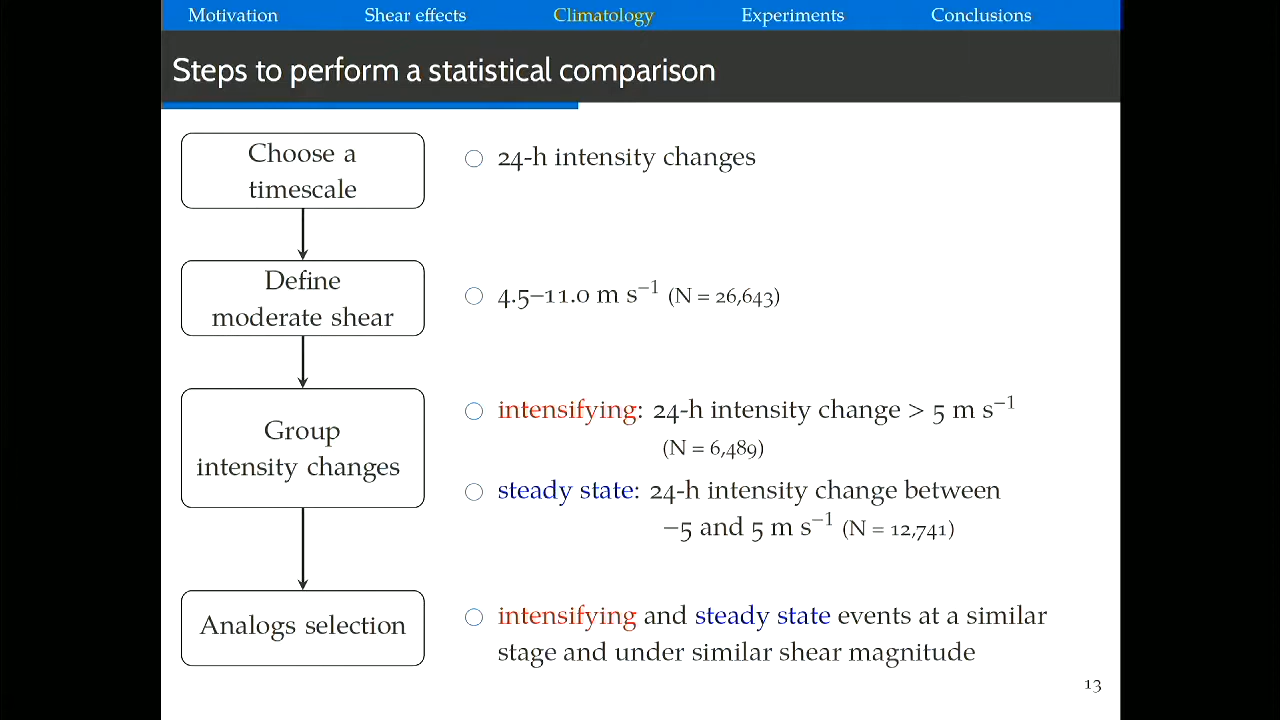 Motivation Shear effects Climatology Experiments Conclusions
Steps to perform a statistical comparison
Choose a
timescale
○ 24-h intensity changes
Define
moderate shear
○ 4.5–11.0 m s⁻¹ (N = 26,643)
Group
intensity changes
○ intensifying: 24-h intensity change > 5 m s⁻¹
(N = 6,489)
○ steady state: 24-h intensity change between
−5 and 5 m s⁻¹ (N = 12,741)
Analogs selection
○ intensifying and steady state events at a similar
stage and under similar shear magnitude
13